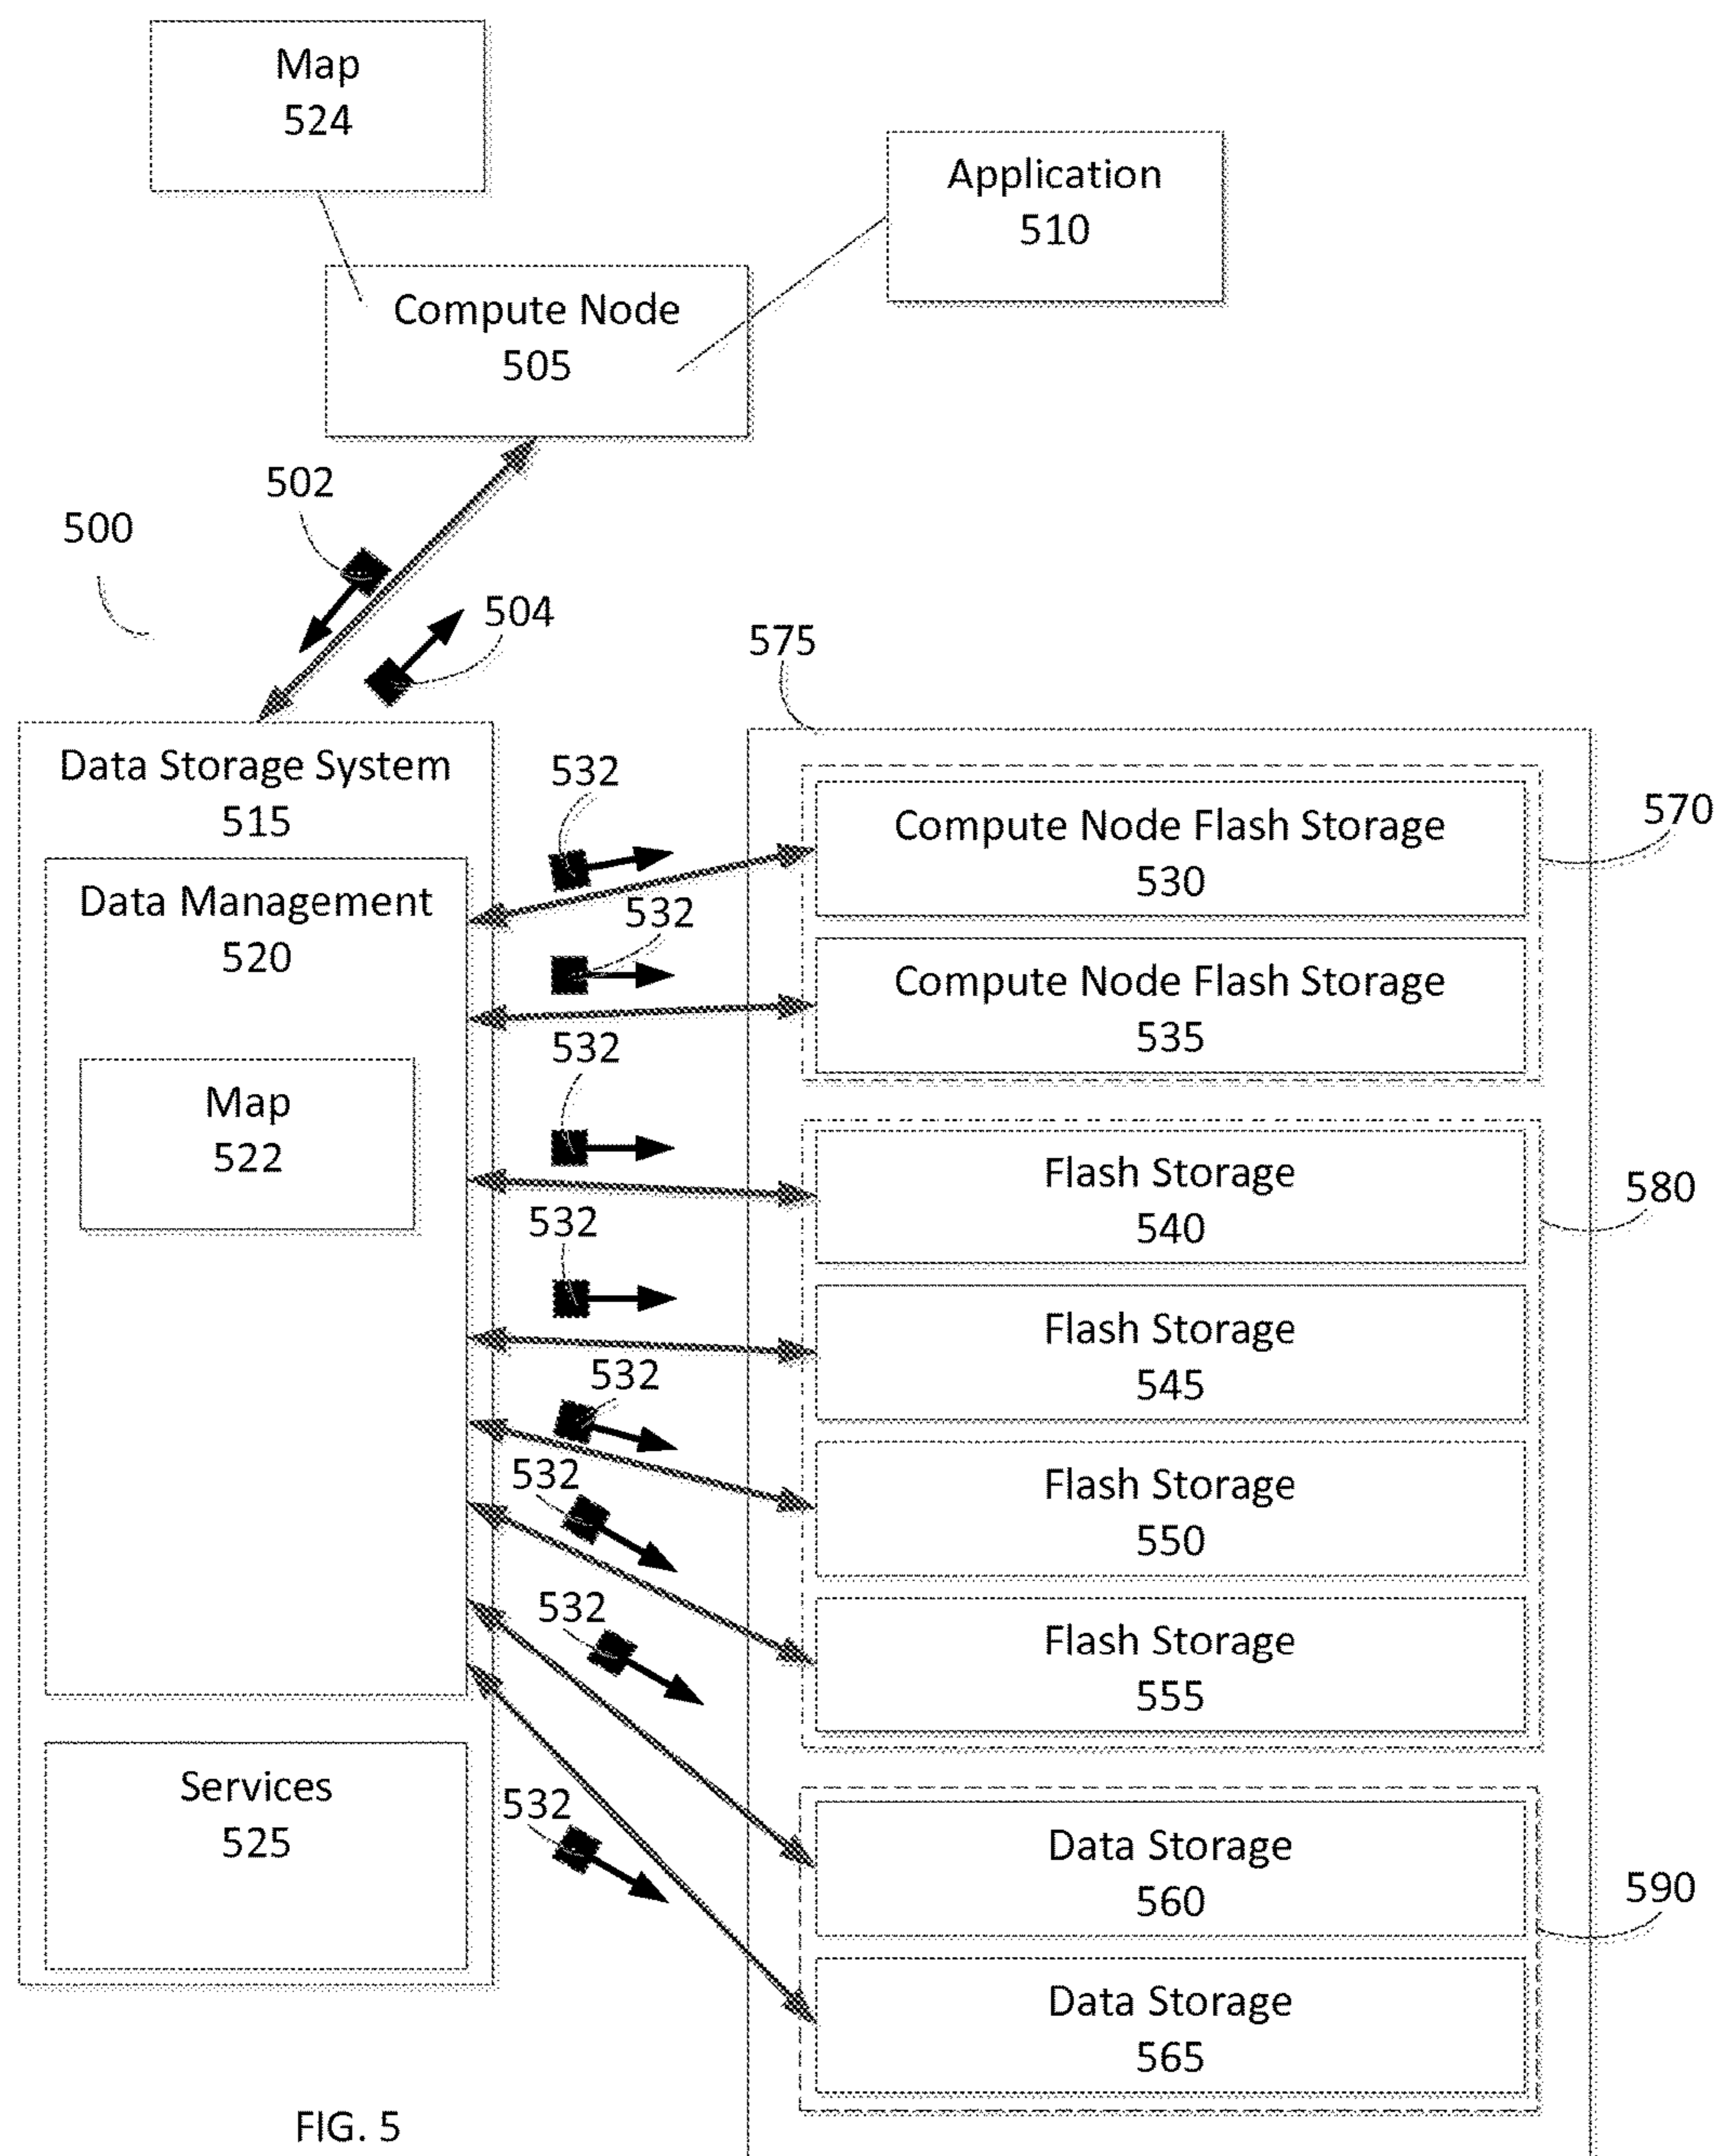 Map
524
Application
510
Compute Node
505
502
500
504
575
Data Storage System
515
532
Compute Node Flash Storage
530
570
Data Management
520
532
Compute Node Flash Storage
535
532
Map
522
Flash Storage
540
580
532
Flash Storage
545
532
Flash Storage
550
532
532
Flash Storage
555
Services
525
532
Data Storage
560
590
Data Storage
565
FIG. 5